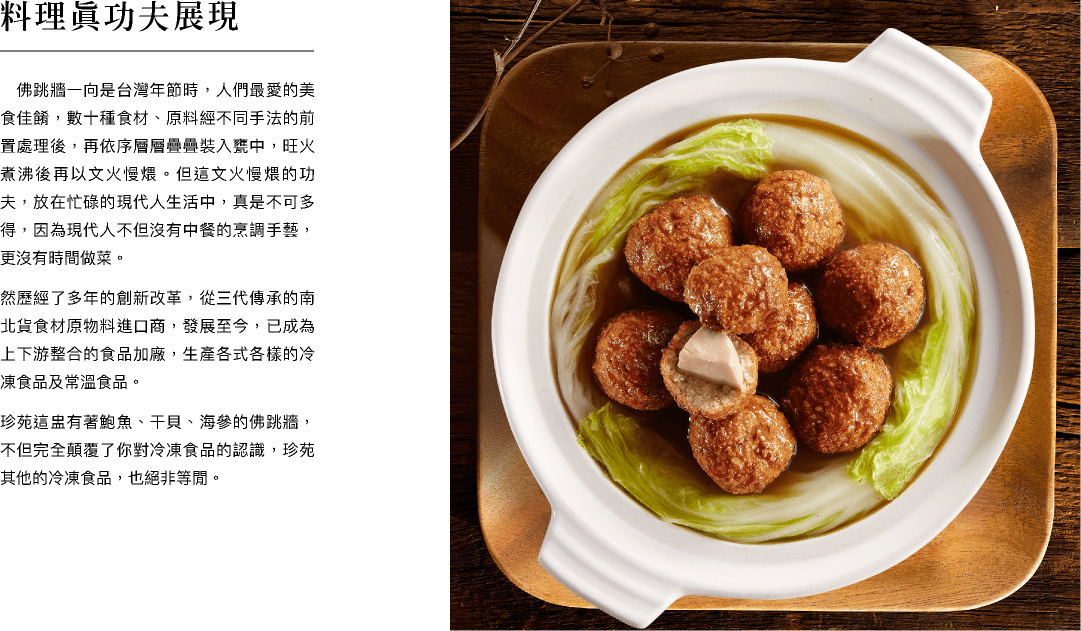 料理眞功夫展現
佛跳牆一向是台灣年節時，人們最愛的美
食佳餚，數十種食材、原料經不同手法的前
置處理後，再依序層層疊疊裝入甕中，旺火
煮沸後再以文火慢煨。但這文火慢煨的功
夫，放在忙碌的現代人生活中，真是不可多
得，因為現代人不但沒有中餐的烹調手藝，
更沒有時間做菜。
然歷經了多年的創新改革，從三代傳承的南
北貨食材原物料進口商，發展至今，已成為
上下游整合的食品加廠，生產各式各樣的冷
凍食品及常溫食品。
珍苑這盅有著鮑魚、干貝、海參的佛跳牆，
不但完全顛覆了你對冷凍食品的認識，珍苑
其他的冷凍食品，也絕非等閒。